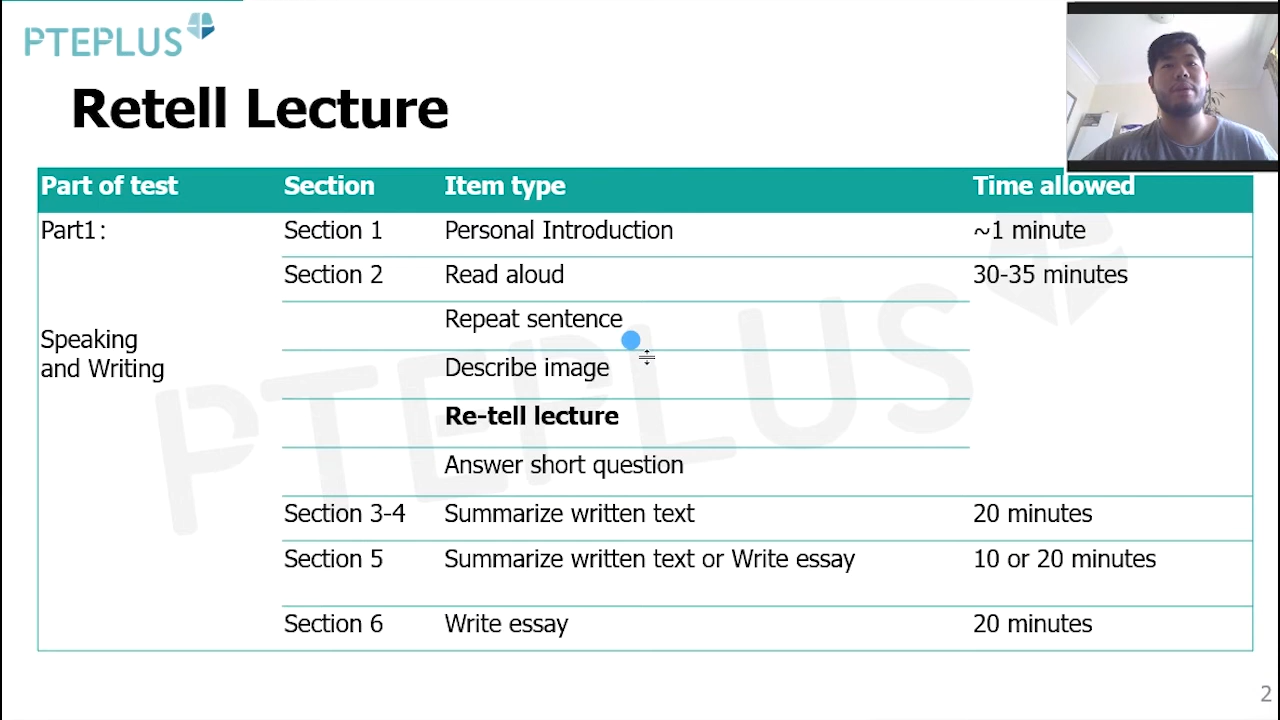 PTEPLUS
Retell Lecture
Part of test Section Item type Time allowed
Part1: Section 1 Personal Introduction ~1 minute
Section 2 Read aloud 30-35 minutes
Repeat sentence
Speaking
and Writing
Describe image
Re-tell lecture
Answer short question
Section 3-4 Summarize written text 20 minutes
Section 5 Summarize written text or Write essay 10 or 20 minutes
Section 6 Write essay 20 minutes
PTEPLUS
2